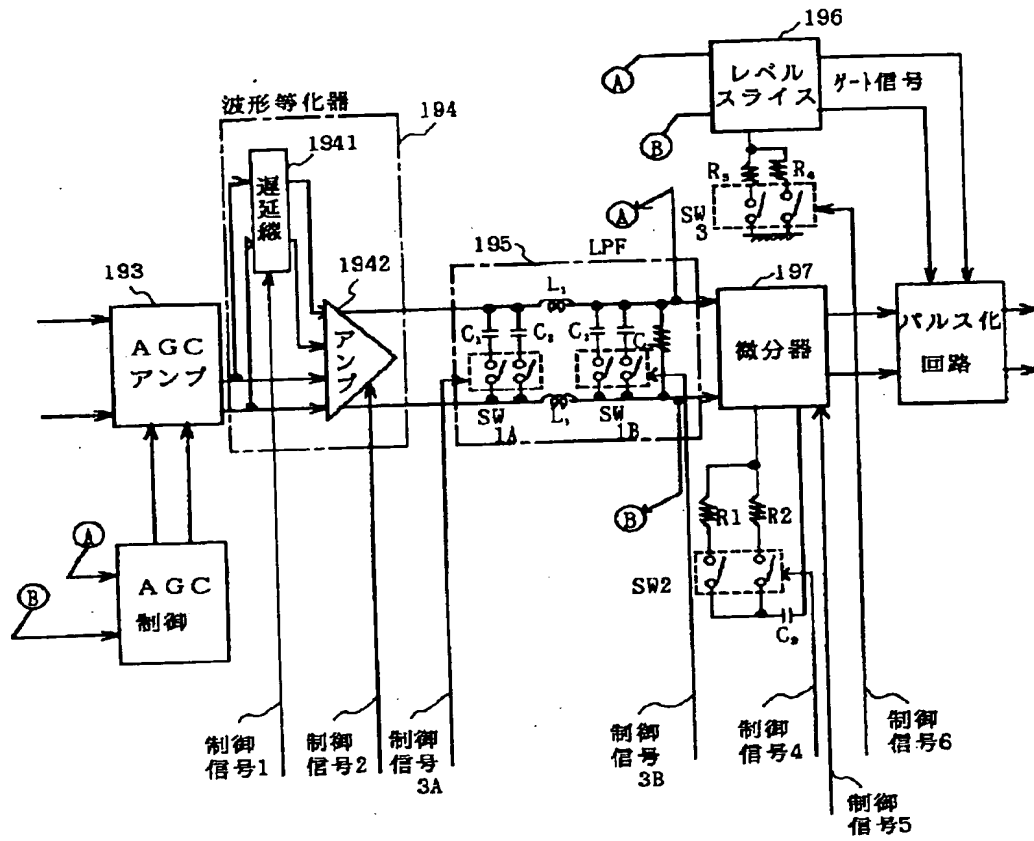 196
Ⓐ
レベル
スライス
ゲート信号
波形等化器
194
1941
Ⓑ
遅延線
R₃
R₄
Ⓐ
SW
3
195
LPF
193
1942
L₁
197
AGC
アンプ
アンプ
C₁
C₂
C₃
微分器
パルス化
回路
SW
1A
L₁
SW
1B
Ⓑ
R1
R2
Ⓐ
SW2
Ⓑ
AGC
制御
制御
信号1
制御
信号2
制御
信号
3A
制御
信号
3B
制御
信号4
制御
信号6
制御
信号5